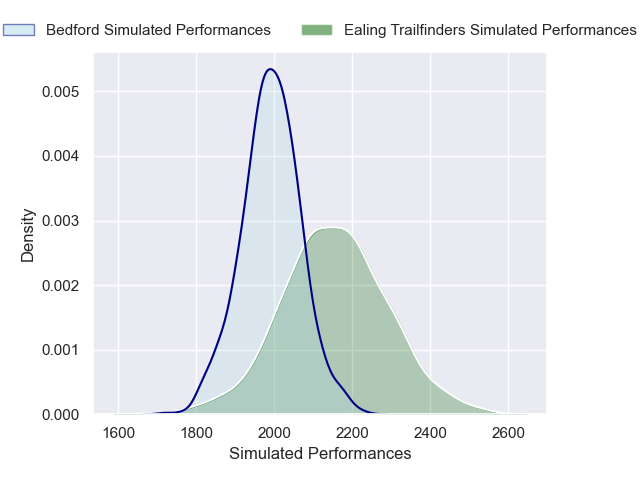 Bedford Simulated Performances
Ealing Trailfinders Simulated Performances
0.005
0.004
0.003
0.002
0.001
0.000
Density
1600 1800 2000 2200 2400 2600
Simulated Performances